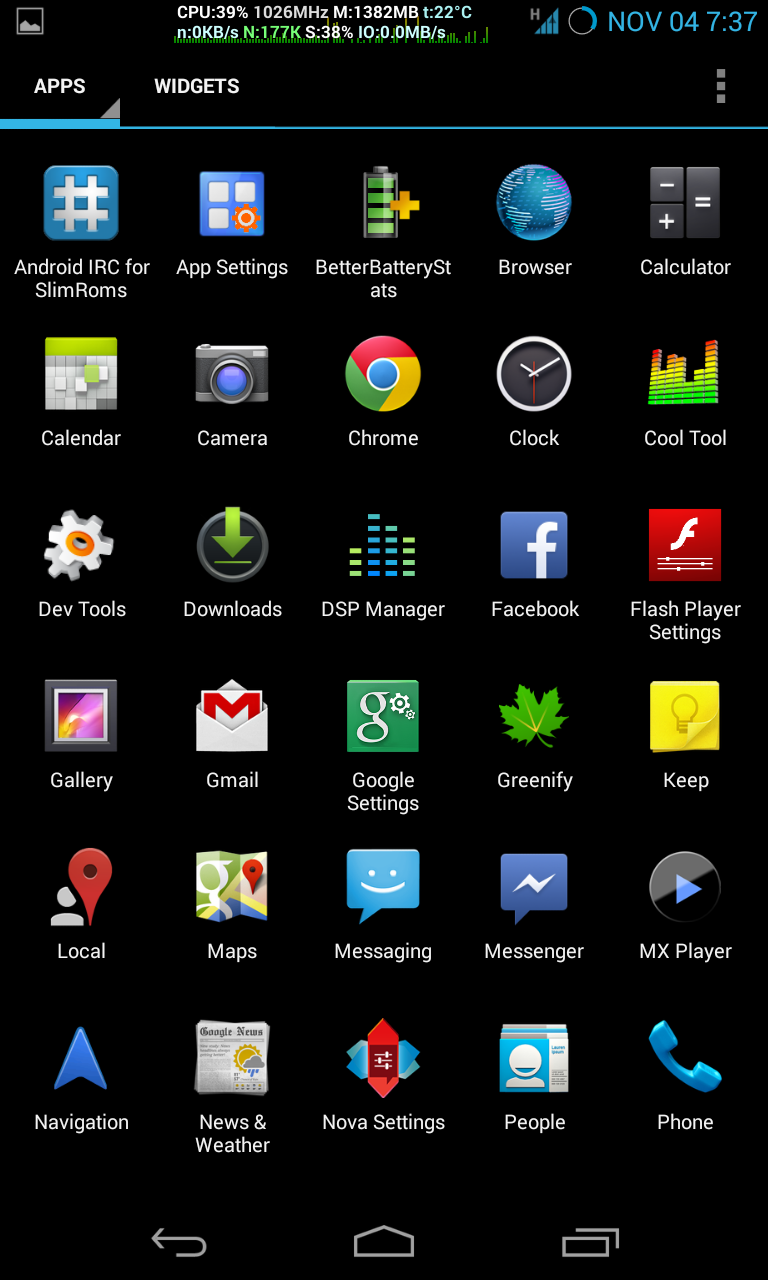 CPU:39% 1026MHz M:1382MB t:22°C
n:0KB/s N:177K S:38% IO:0.0MB/s
H
NOV 04 7:37
APPS
WIDGETS
Android IRC for
SlimRoms
App Settings
BetterBatterySt
ats
Browser
Calculator
Calendar
Camera
Chrome
Clock
Cool Tool
Dev Tools
Downloads
DSP Manager
Facebook
Flash Player
Settings
Gallery
Gmail
Google
Settings
Greenify
Keep
Local
Maps
Messaging
Messenger
MX Player
Google News
Navigation
News &
Weather
Nova Settings
People
Phone